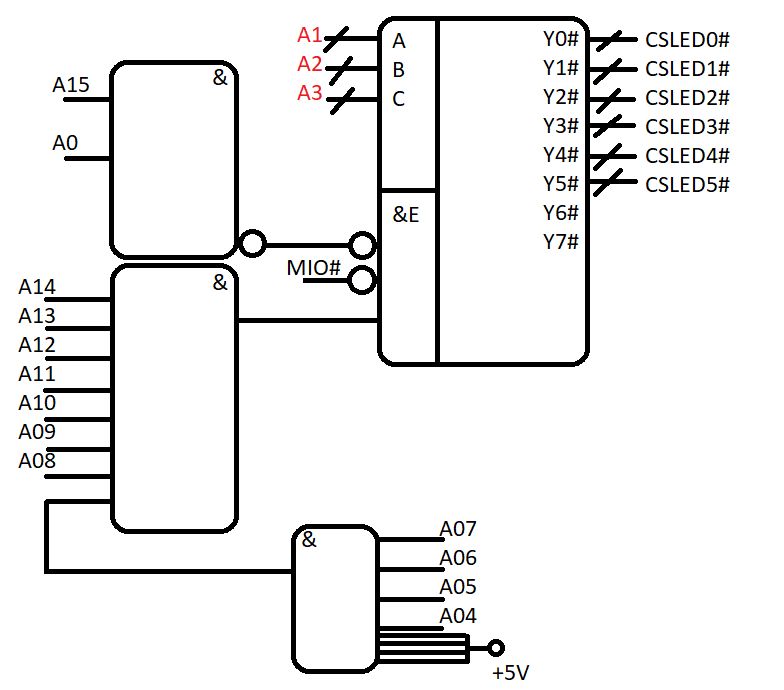 A15
A0
&
A14
A13
A12
A11
A10
A09
A08
&
A1
A2
A3
A
B
C
&E
MIO#
Y0#
Y1#
Y2#
Y3#
Y4#
Y5#
Y6#
Y7#
CSLED0#
CSLED1#
CSLED2#
CSLED3#
CSLED4#
CSLED5#
&
A07
A06
A05
A04
+5V